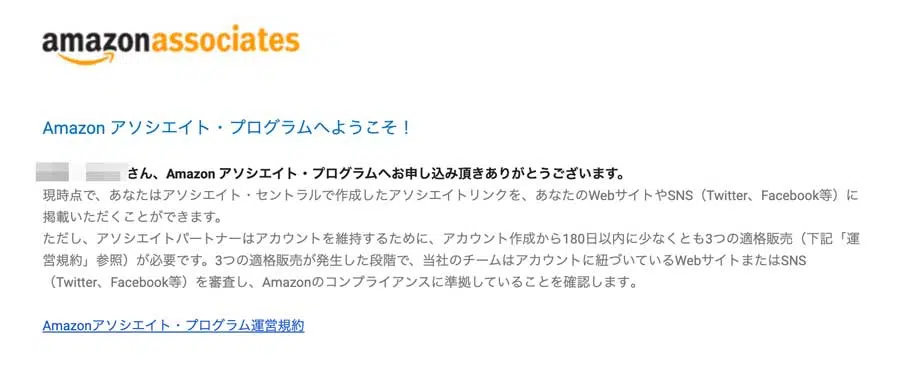 amazonassociates
Amazon アソシエイト・プログラムへようこそ！
さん、Amazon アソシエイト・プログラムへお申し込み頂きありがとうございます。
現時点で、あなたはアソシエイト・セントラルで作成したアソシエイトリンクを、あなたのWebサイトやSNS（Twitter、Facebook等）に
掲載いただくことができます。
ただし、アソシエイトパートナーはアカウントを維持するために、アカウント作成から180日以内に少なくとも3つの適格販売（下記「運
営規約」参照）が必要です。3つの適格販売が発生した段階で、当社のチームはアカウントに紐づいているWebサイトまたはSNS
（Twitter、Facebook等）を審査し、Amazonのコンプライアンスに準拠していることを確認します。
Amazonアソシエイト・プログラム運営規約